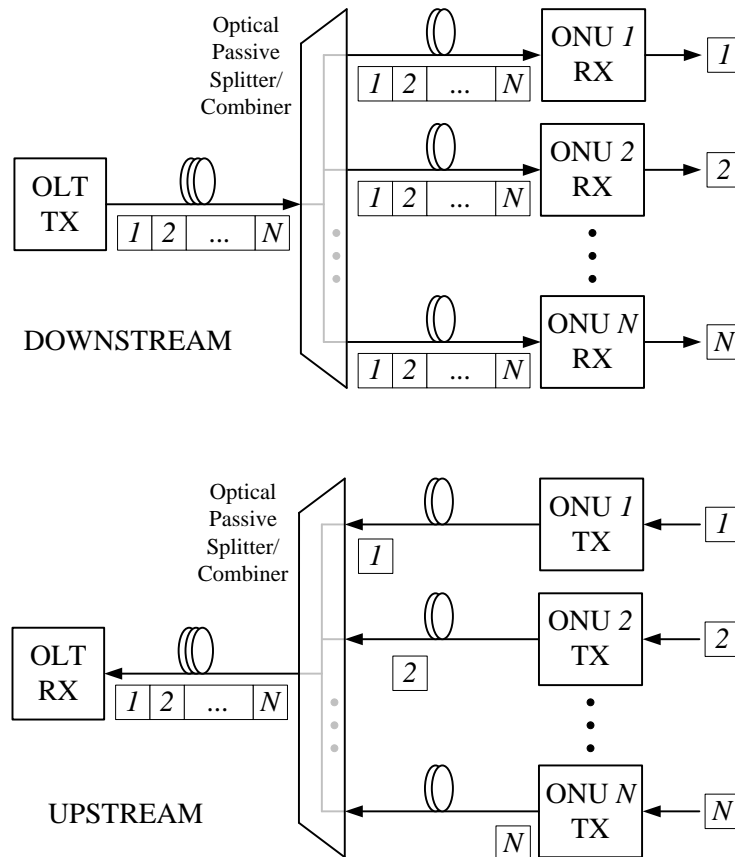 Optical
Passive
Splitter/
Combiner
ONU 1
RX
1
1 2 ... N
ONU 2
RX
2
1 2 ... N
OLT
TX
1 2 ... N
DOWNSTREAM
ONU N
RX
N
1 2 ... N
Optical
Passive
Splitter/
Combiner
ONU 1
TX
1
1
ONU 2
TX
2
2
OLT
RX
1 2 ... N
UPSTREAM
ONU N
TX
N
N